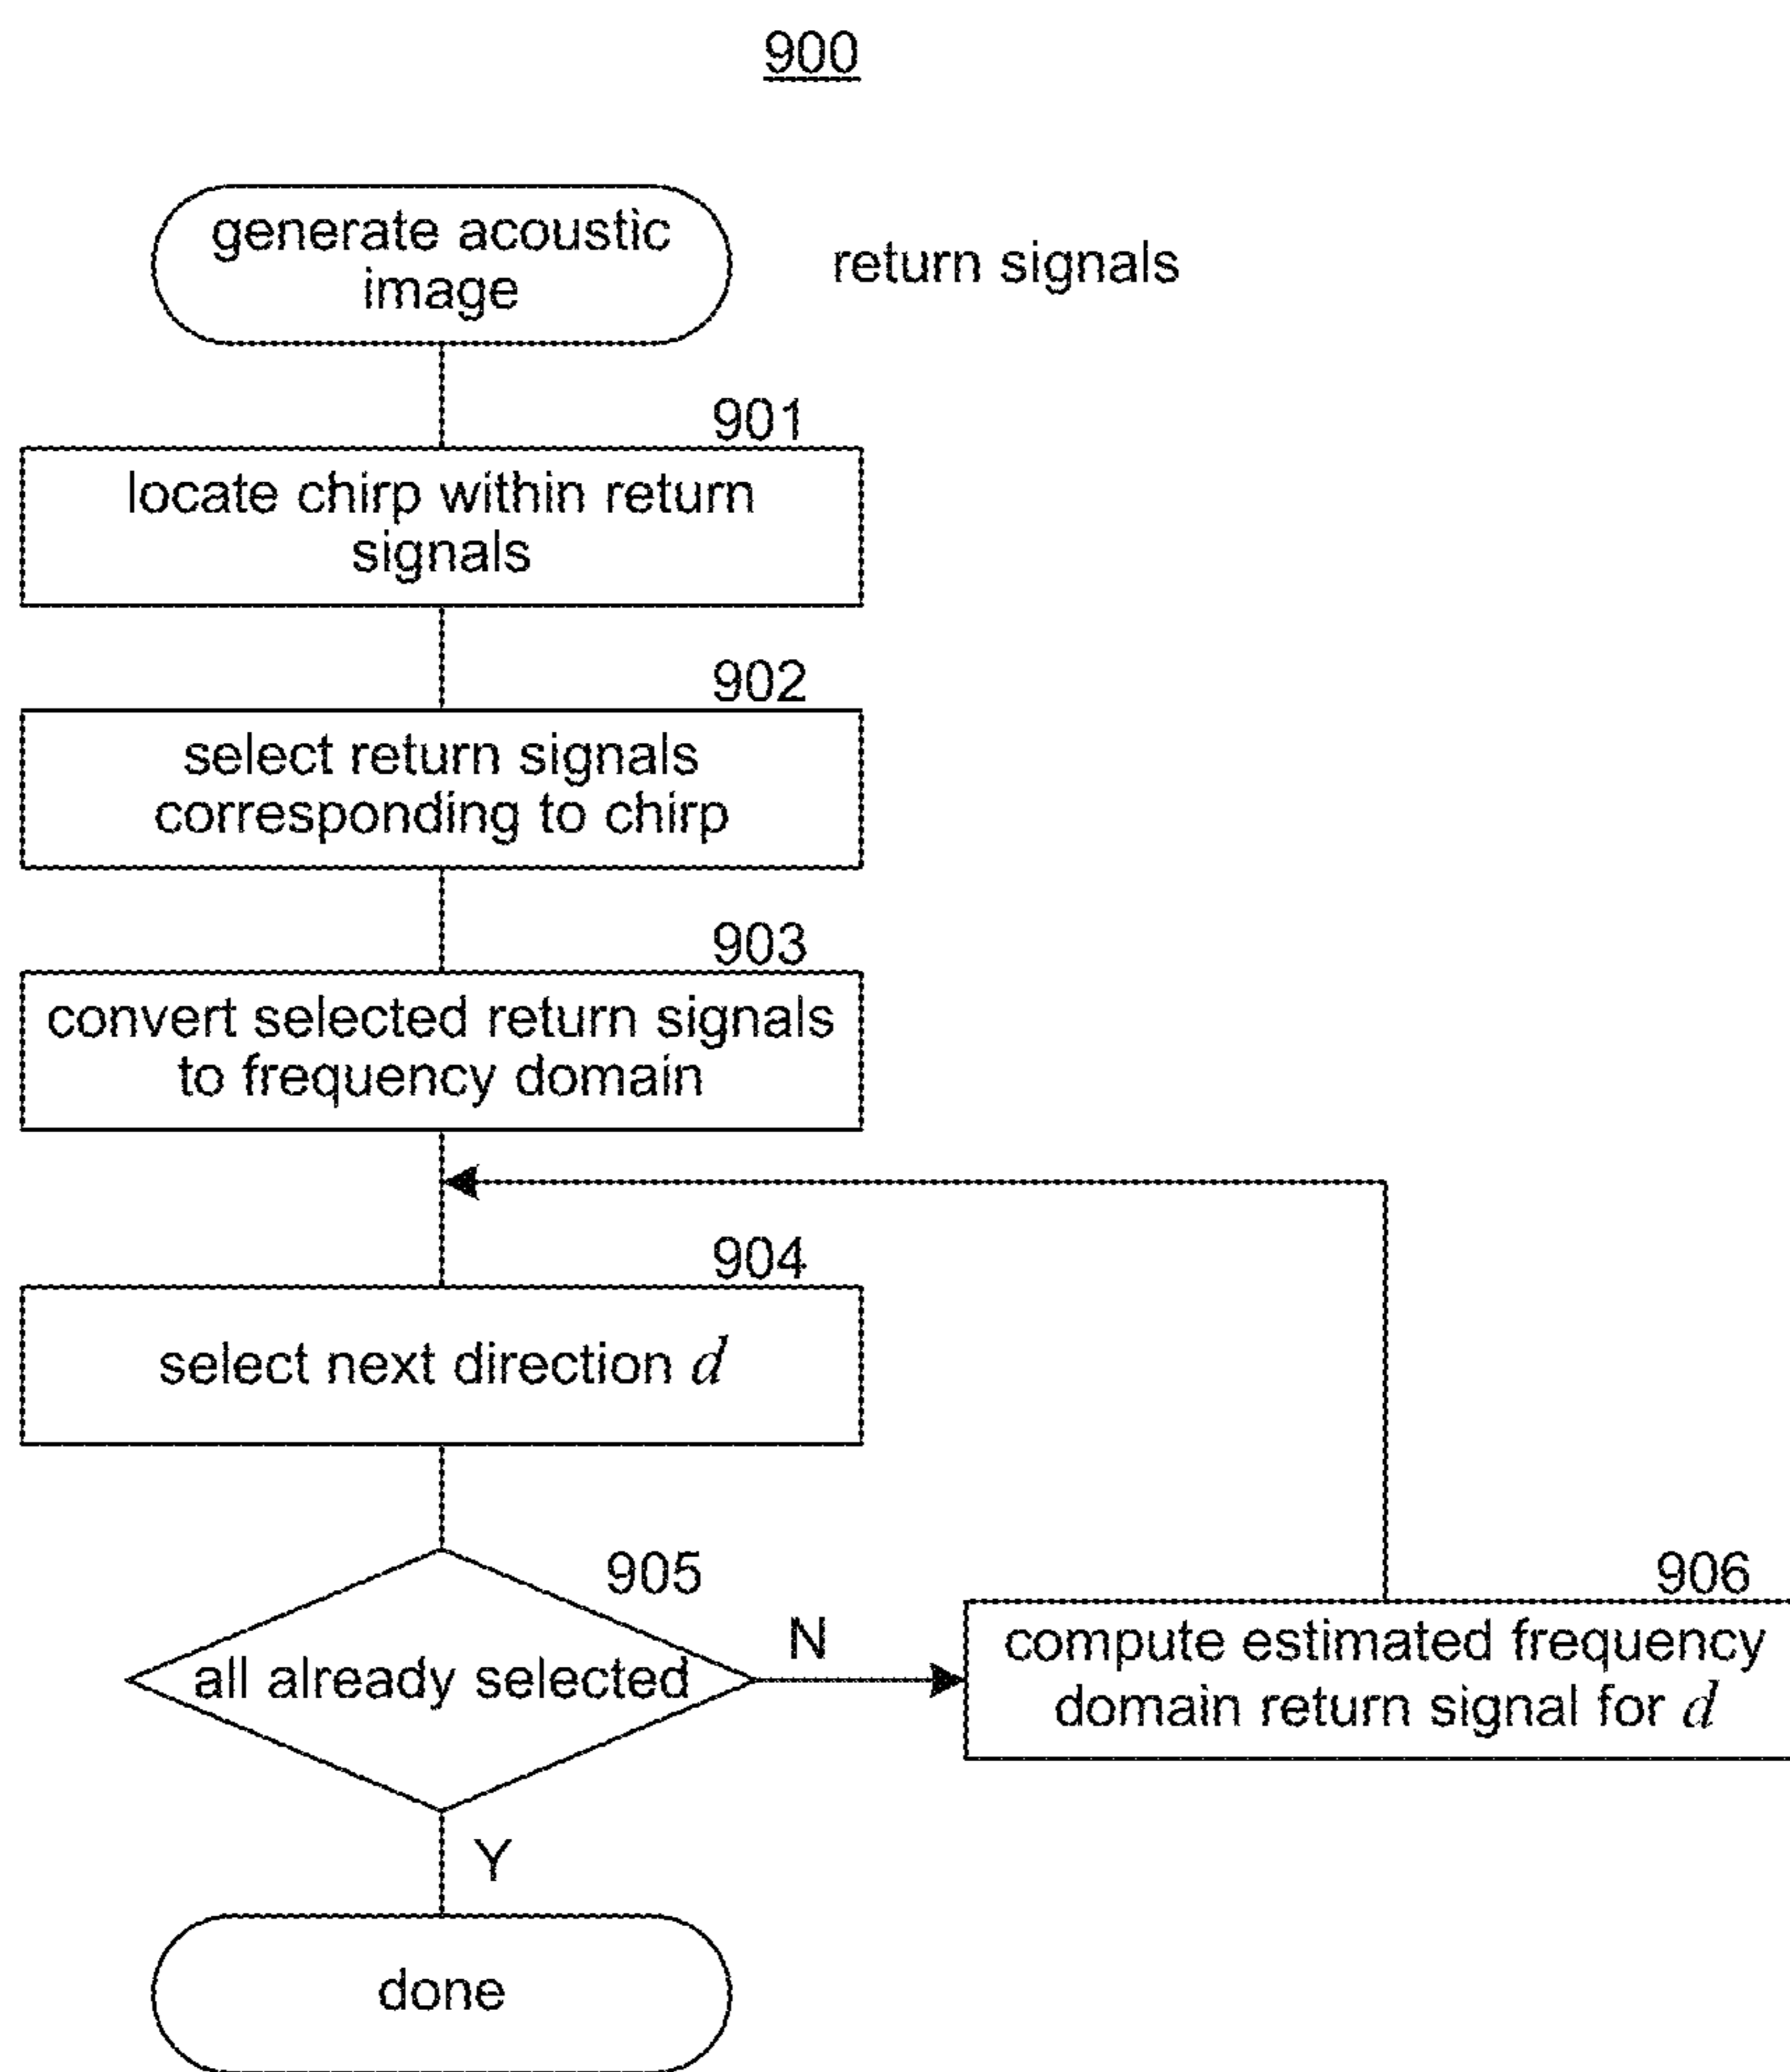 900
generate acoustic
image
return signals
901
locate chirp within return
signals
902
select return signals
corresponding to chirp
903
convert selected return signals
to frequency domain
904
select next direction d
905
all already selected
N
906
compute estimated frequency
domain return signal for d
Y
done